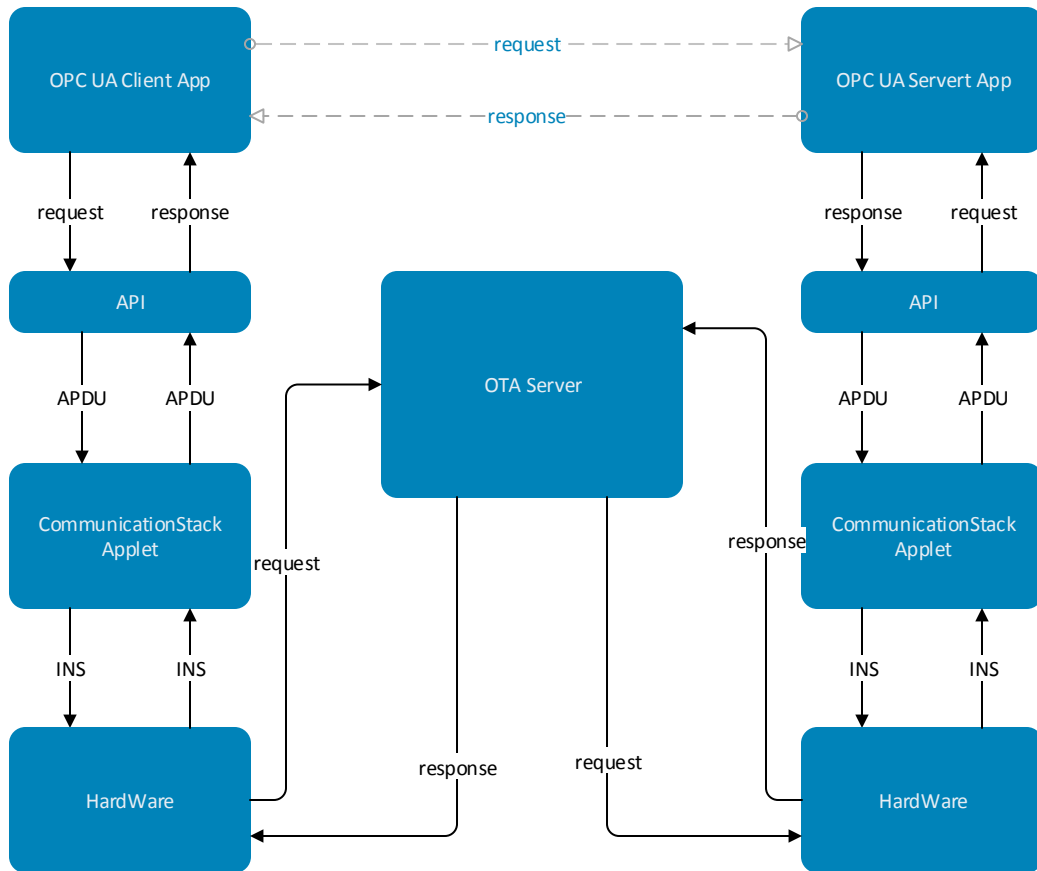 OPC UA Client App
request
OPC UA Servert App
response
request
response
response
request
API
OTA Server
API
APDU
APDU
APDU
APDU
CommunicationStack
Applet
CommunicationStack
Applet
request
response
INS
INS
INS
INS
response
request
HardWare
HardWare